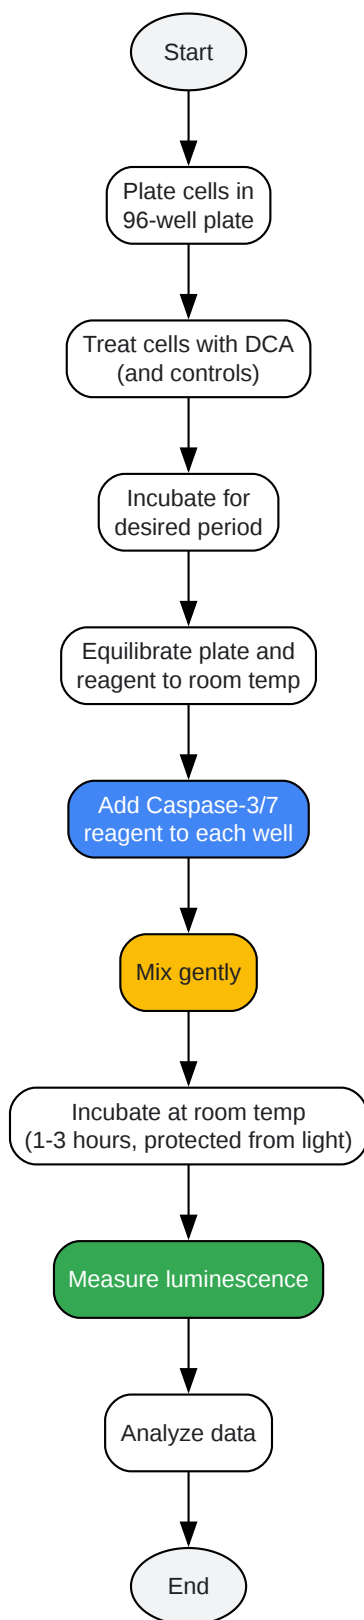 Start
Plate cells in
96-well plate
Treat cells with DCA
(and controls)
Incubate for
desired period
Equilibrate plate and
reagent to room temp
Add Caspase-3/7
reagent to each well
Mix gently
Incubate at room temp
(1-3 hours, protected from light)
Measure luminescence
Analyze data
End